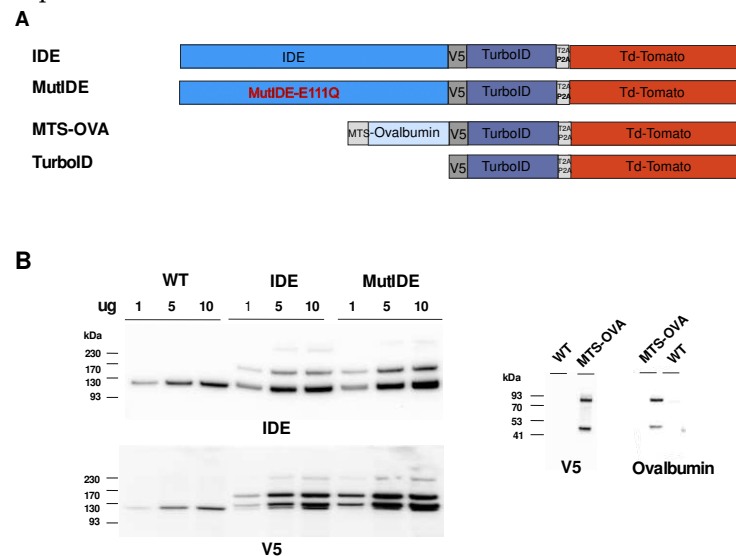 A
IDE IDE V5 TurboID T2A P2A Td-Tomato
MutIDE MutIDE-E111Q V5 TurboID T2A P2A Td-Tomato
MTS-OVA MTS-Ovalbumin V5 TurboID T2A P2A Td-Tomato
TurboID V5 TurboID T2A P2A Td-Tomato
B
WT IDE MutIDE
ug 1 5 10 1 5 10 1 5 10
kDa
230
170
130
93
IDE
230
170
130
93
V5
WT MTS-OVA MTS-OVA WT
kDa
93
70
53
41
V5 Ovalbumin